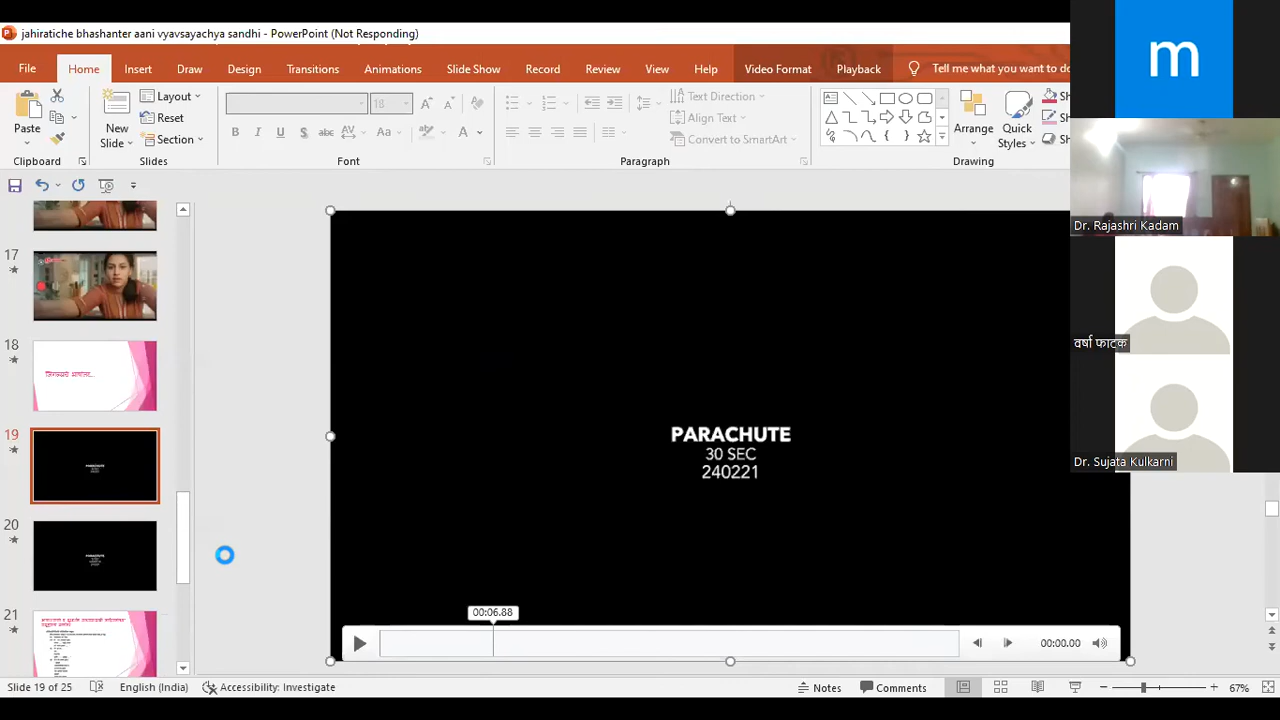 jahiratiche bhashanter aani vyavsayachya sandhi - PowerPoint (Not Responding)
File Home Insert Draw Design Transitions Animations Slide Show Record Review View Help Video Format Playback Tell me what you want to do
m
Paste
Clipboard
New
Slide
Layout
Reset
Section
Slides
18
Font
Text Direction
Align Text
Convert to SmartArt
Paragraph
Arrange
Quick
Styles
Drawing
Sh
Dr. Rajashri Kadam
वर्षा फाटक
Dr. Sujata Kulkarni
17
18
19
20
21
PARACHUTE
30 SEC
240221
00:06.88
00:00.00
Slide 19 of 25 English (India) Accessibility: Investigate Notes Comments 67%